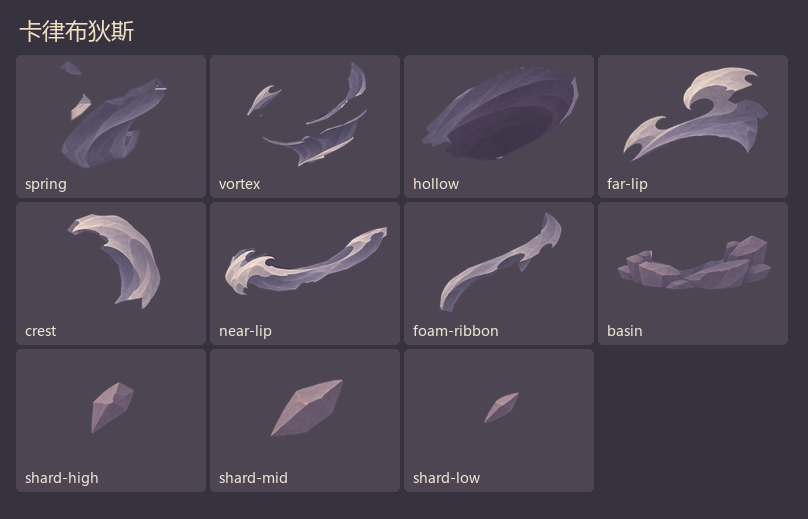 卡律布狄斯
spring
vortex
hollow
far-lip
crest
near-lip
foam-ribbon
basin
shard-high
shard-mid
shard-low